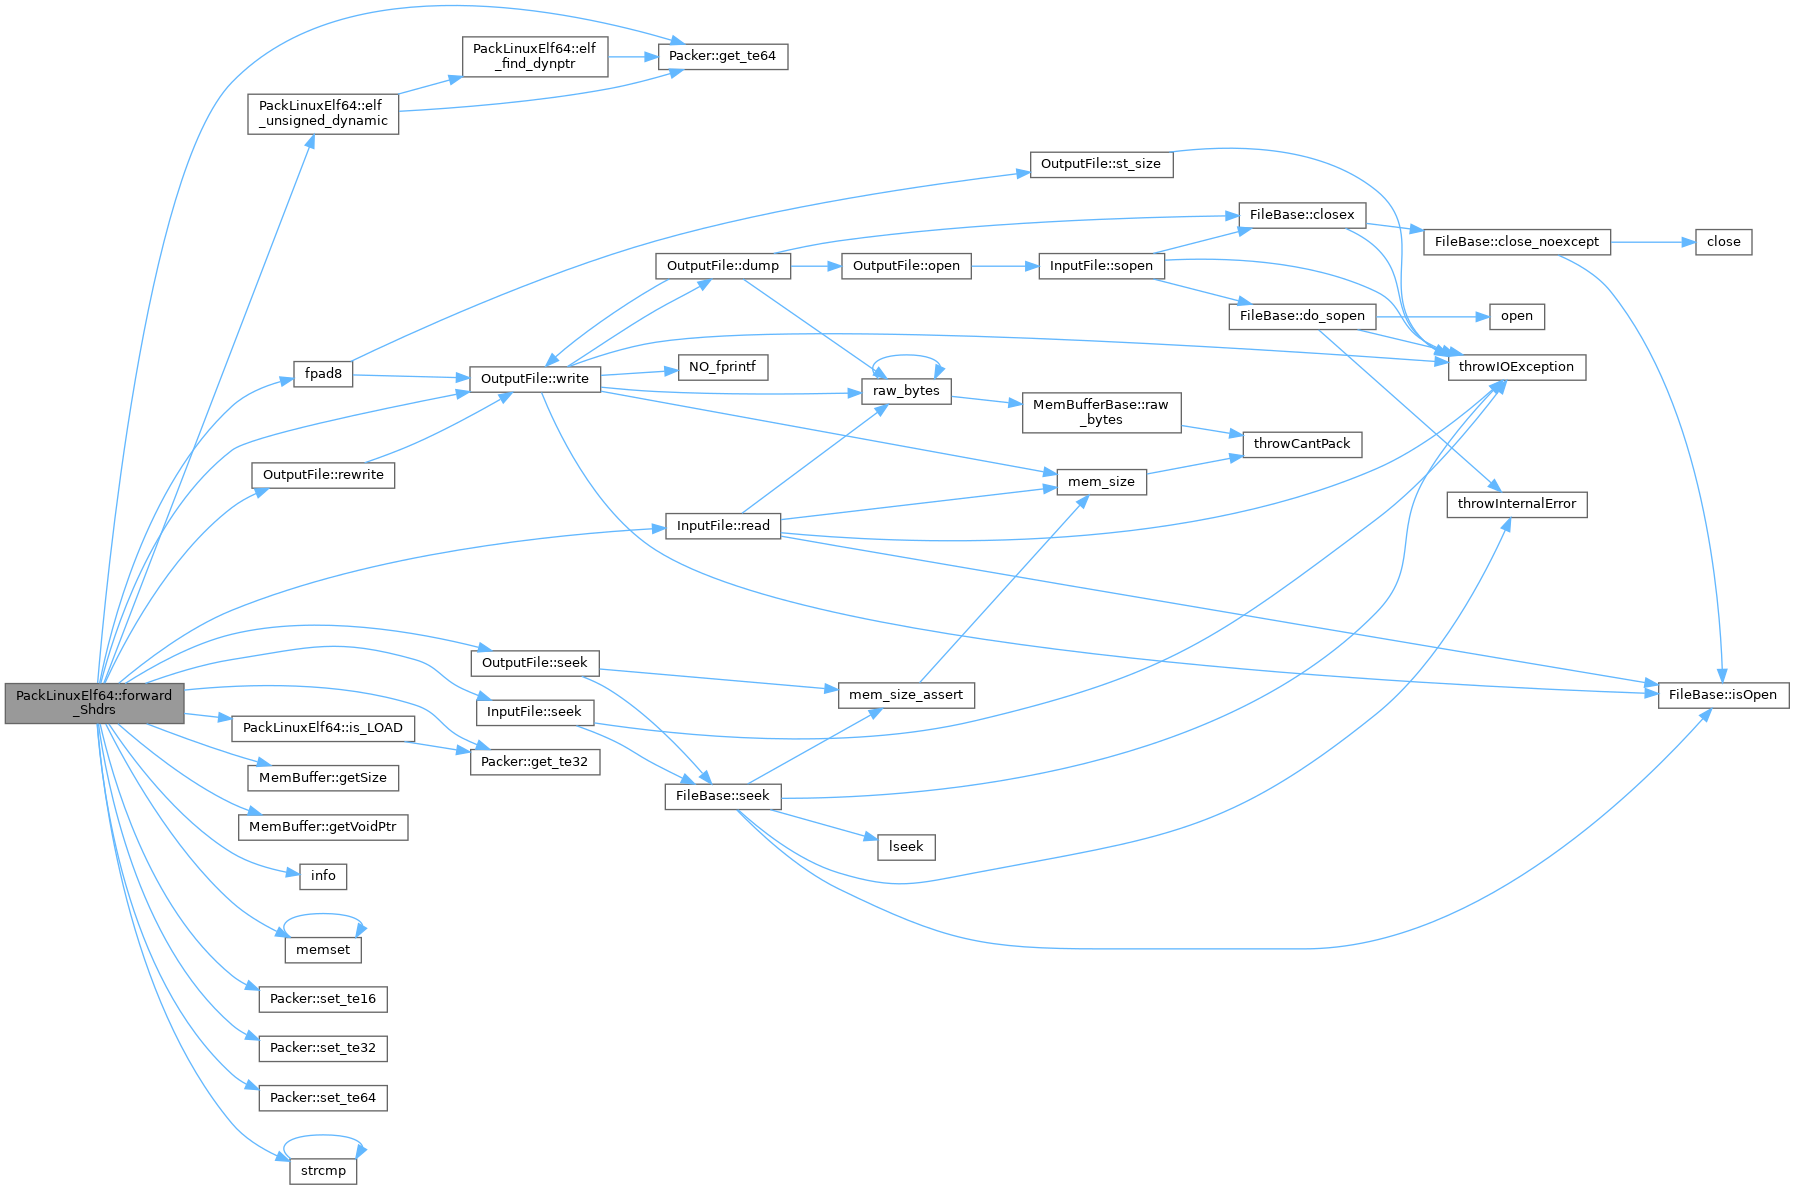 PackLinuxElf64::forward
_Shdrs
Packer::get_te64
PackLinuxElf64::elf
_find_dynptr
PackLinuxElf64::elf
_unsigned_dynamic
fpad8
OutputFile::st_size
OutputFile::write
OutputFile::dump
OutputFile::open
InputFile::sopen
FileBase::closex
FileBase::close_noexcept
close
FileBase::do_sopen
open
throwIOException
NO_fprintf
raw_bytes
MemBufferBase::raw
_bytes
throwCantPack
mem_size
throwInternalError
OutputFile::rewrite
InputFile::read
OutputFile::seek
InputFile::seek
mem_size_assert
FileBase::isOpen
PackLinuxElf64::is_LOAD
Packer::get_te32
MemBuffer::getSize
FileBase::seek
MemBuffer::getVoidPtr
lseek
info
memset
Packer::set_te16
Packer::set_te32
Packer::set_te64
strcmp